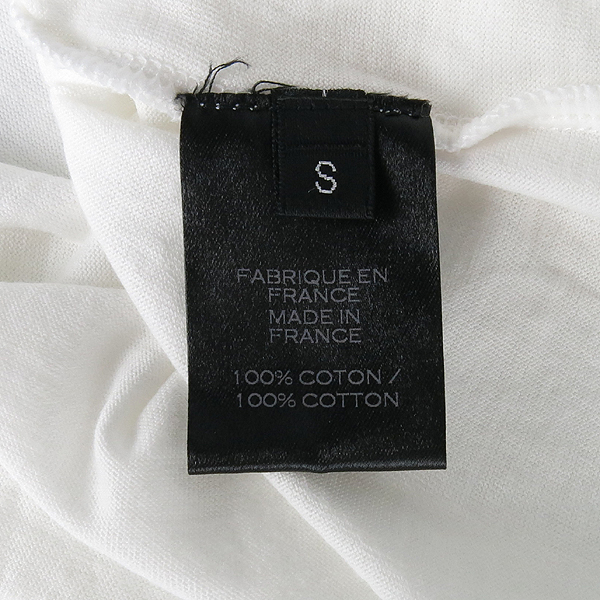 S
FABRIQUE EN
FRANCE
MADE IN
FRANCE
100% COTON /
100% COTTON